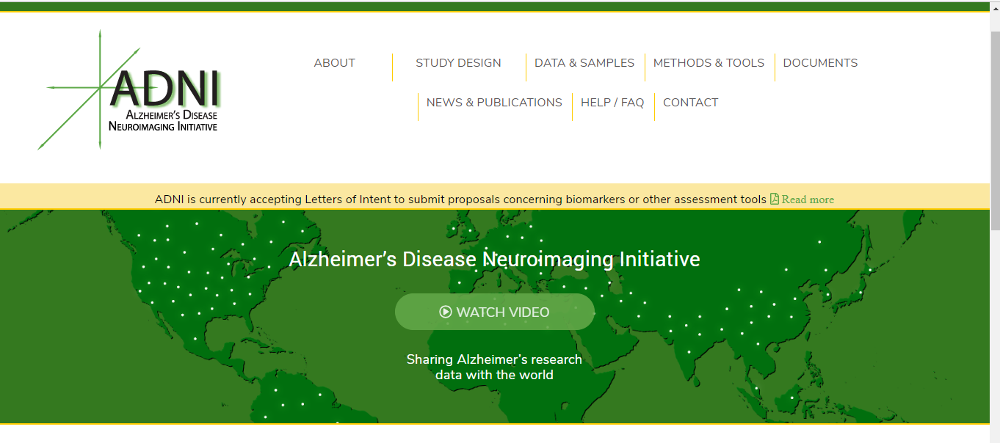 ADNI
ALZHEIMER'S DISEASE
NEUROIMAGING INITIATIVE
ABOUT
STUDY DESIGN
DATA & SAMPLES
METHODS & TOOLS
DOCUMENTS
NEWS & PUBLICATIONS
HELP / FAQ
CONTACT
ADNI is currently accepting Letters of Intent to submit proposals concerning biomarkers or other assessment tools Read more
Alzheimer's Disease Neuroimaging Initiative
WATCH VIDEO
Sharing Alzheimer's research
data with the world